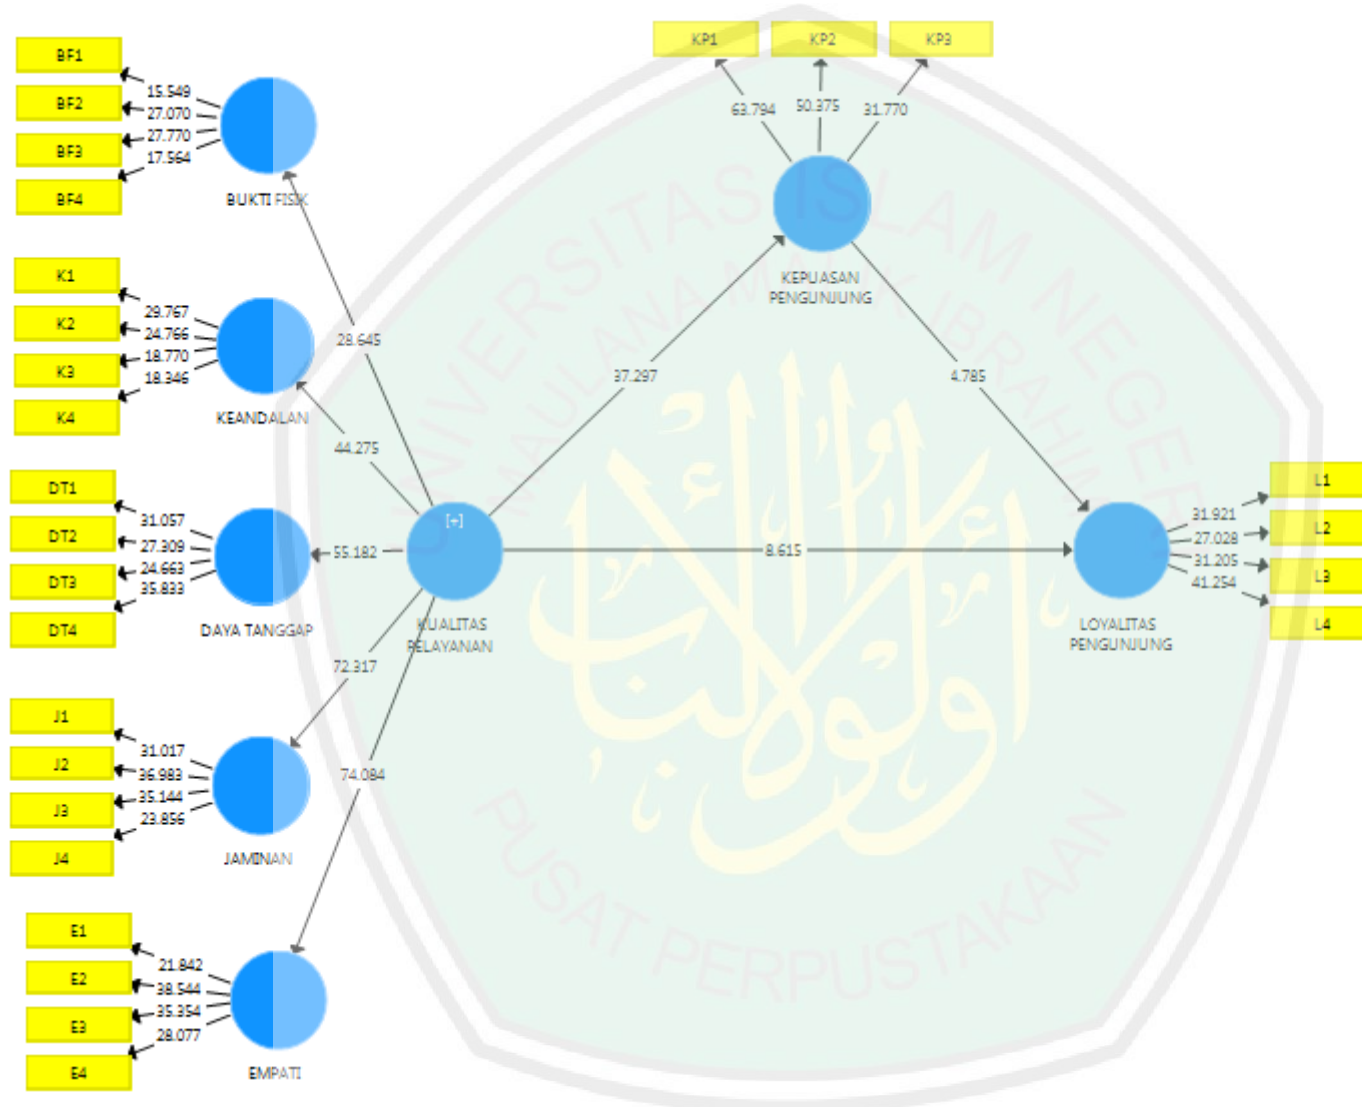 KP1
KP2
KP3
63.794
50.375
31.770
KEPUASAN
PENGUNJUNG
BF1
BF2
BF3
BF4
15.549
27.070
27.770
17.564
BUKTI FISIK
K1
K2
K3
K4
29.767
24.766
18.770
18.346
KEANDALAN
DT1
DT2
DT3
DT4
31.057
27.309
24.663
35.833
DAYA TANGGAP
J1
J2
J3
J4
31.017
36.983
35.144
23.856
JAMINAN
E1
E2
E3
E4
21.842
38.544
35.354
28.077
EMPATI
28.645
44.275
55.182
72.317
74.084
[+]
KUALITAS
PELAYANAN
37.297
4.785
8.615
LOYALITAS
PENGUNJUNG
31.921
27.028
31.205
41.254
L1
L2
L3
L4
UNIVERSITAS ISLAM NEGERI
MAULANA MALIK IBRAHIM
PUSAT PERPUSTAKAAN